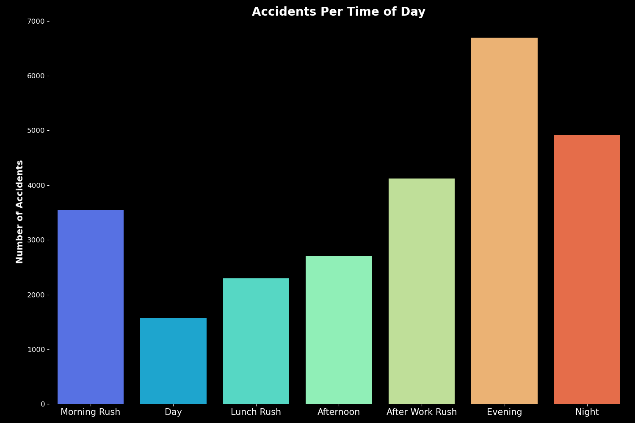 Accidents Per Time of Day
Number of Accidents
7000
6000
5000
4000
3000
2000
1000
0
Morning Rush Day Lunch Rush Afternoon After Work Rush Evening Night